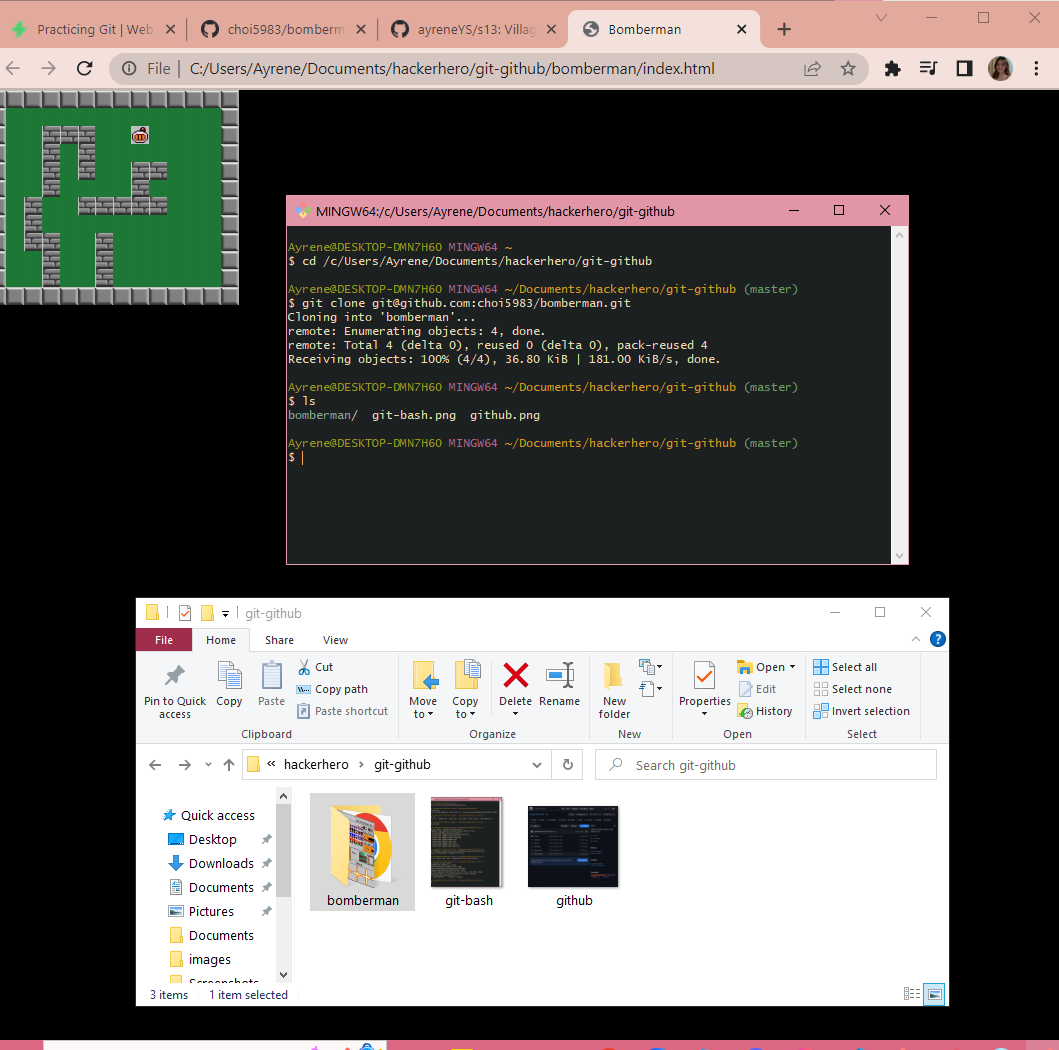 Practicing Git | Web
choi5983/bomberm
ayreneYS/s13: Villag
Bomberman
File | C:/Users/Ayrene/Documents/hackerhero/git-github/bomberman/index.html
MINGW64:/c/Users/Ayrene/Documents/hackerhero/git-github
Ayrene@DESKTOP-DMN7H6O MINGW64 ~
$ cd /c/Users/Ayrene/Documents/hackerhero/git-github
Ayrene@DESKTOP-DMN7H6O MINGW64 ~/Documents/hackerhero/git-github (master)
$ git clone git@github.com:choi5983/bomberman.git
Cloning into 'bomberman'...
remote: Enumerating objects: 4, done.
remote: Total 4 (delta 0), reused 0 (delta 0), pack-reused 4
Receiving objects: 100% (4/4), 36.80 KiB | 181.00 KiB/s, done.
Ayrene@DESKTOP-DMN7H6O MINGW64 ~/Documents/hackerhero/git-github (master)
$ ls
bomberman/  git-bash.png  github.png
Ayrene@DESKTOP-DMN7H6O MINGW64 ~/Documents/hackerhero/git-github (master)
$
git-github
File Home Share View
Pin to Quick access
Copy
Paste
Cut
Copy path
Paste shortcut
Clipboard
Move to
Copy to
Delete
Rename
Organize
New folder
New
Properties
Open
Edit
History
Open
Select all
Select none
Invert selection
Select
« hackerhero › git-github
Search git-github
Quick access
Desktop
Downloads
Documents
Pictures
Documents
images
Screenshots
bomberman
git-bash
github
3 items 1 item selected